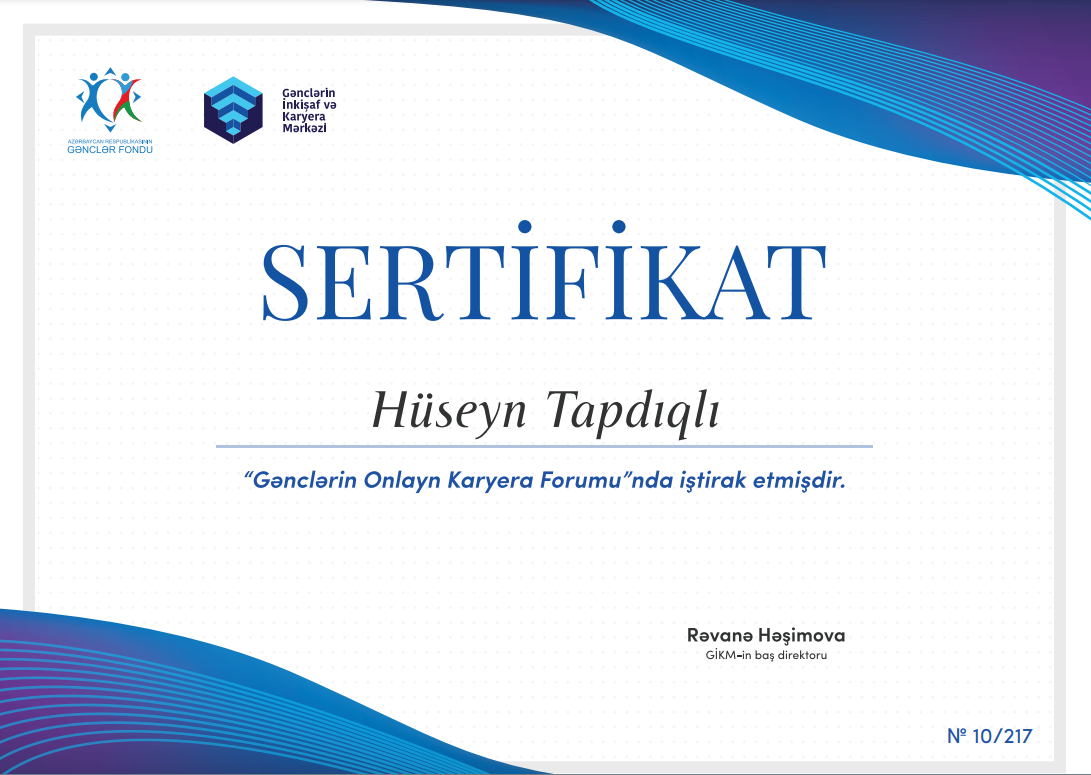 AZƏRBAYCAN RESPUBLİKASININ
GƏNCLƏR FONDU
Gənclərin
İnkişaf və
Karyera
Mərkəzi
SERTİFİKAT
Hüseyn Tapdıqlı
“Gənclərin Onlayn Karyera Forumu”nda iştirak etmişdir.
Rəvanə Həşimova
GİKM-in baş direktoru
№ 10/217